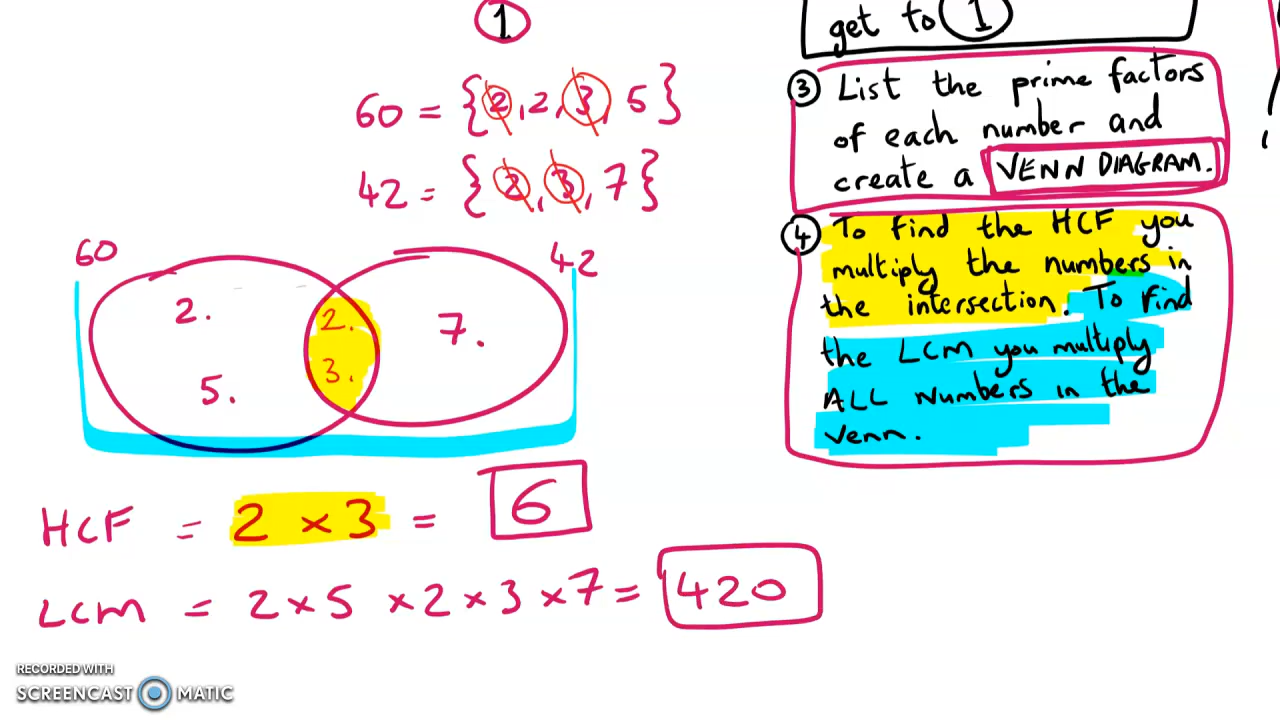 1
60 = {2, 2, 3, 5}
42 = {2, 3, 7}
60
42
2.
5.
2.
3.
7.
HCF = 2 × 3 = 6
LCM = 2 × 5 × 2 × 3 × 7 = 420
get to 1
3 List the prime factors
of each number and
create a VENN DIAGRAM.
4 To find the HCF you
multiply the numbers in
the intersection. To find
the LCM you multiply
ALL Numbers in the
Venn.
RECORDED WITH
SCREENCAST MATIC